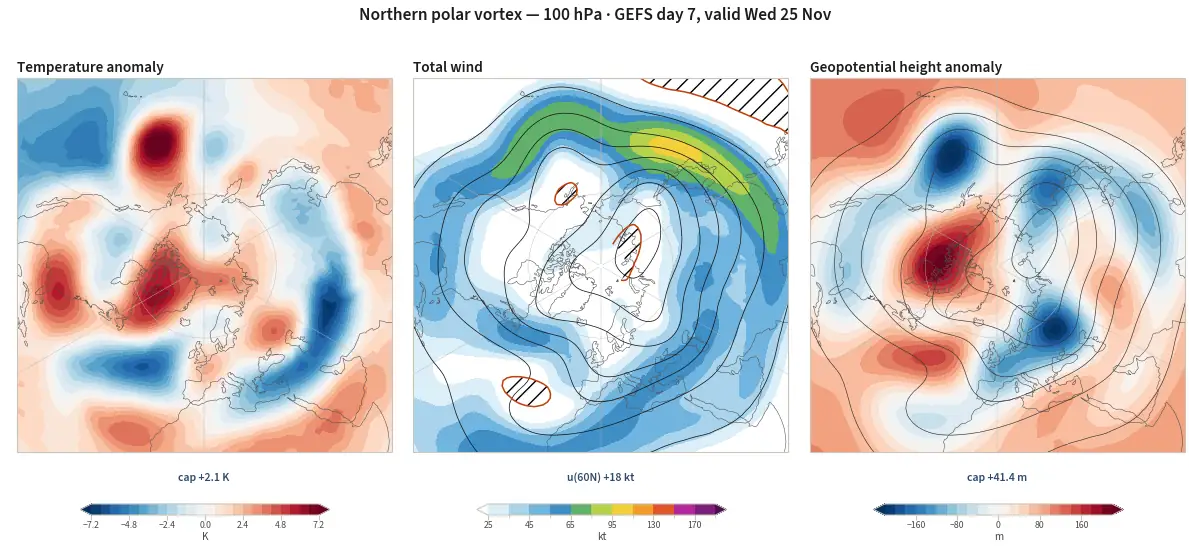 Northern polar vortex — 100 hPa · GEFS day 7, valid Wed 25 Nov
Temperature anomaly
Total wind
Geopotential height anomaly
cap +2.1 K
u(60N) +18 kt
cap +41.4 m
−7.2 −4.8 −2.4 0.0 2.4 4.8 7.2
K
25 45 65 95 130 170
kt
−160 −80 0 80 160
m